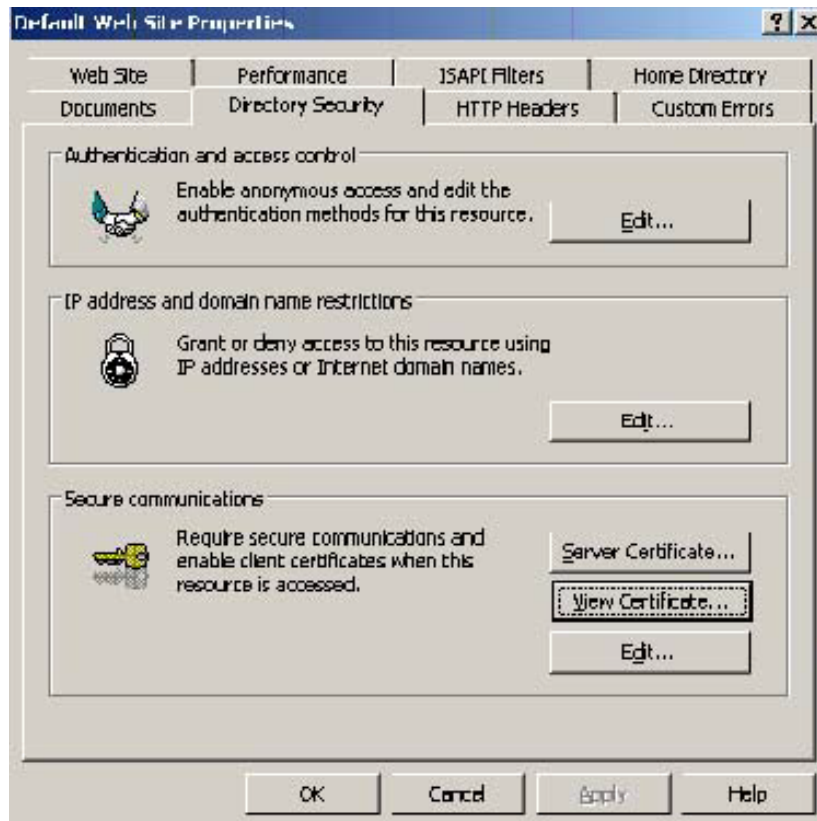 Default Web Site Properties
? X
Web Site Performance ISAPI Filters Home Directory
Documents Directory Security HTTP Headers Custom Errors
Authentication and access control
Enable anonymous access and edit the
authentication methods for this resource.
Edit...
IP address and domain name restrictions
Grant or deny access to this resource using
IP addresses or Internet domain names.
Edit...
Secure communications
Require secure communications and
enable client certificates when this
resource is accessed.
Server Certificate...
View Certificate...
Edit...
OK Cancel Apply Help